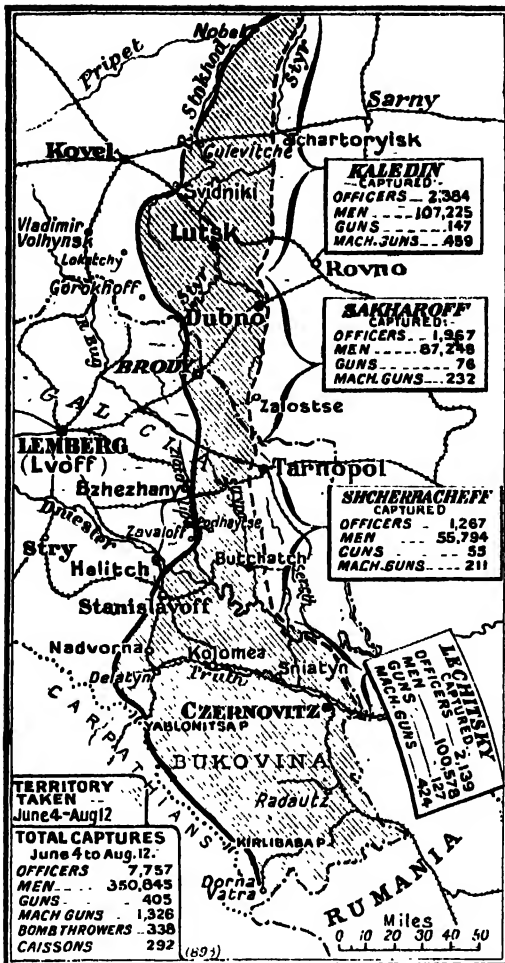 Nobel
Pripet
Stokhod
Styr
Sarny
Kovel
Gulevitche
Svidniki
KALEDIN
CAPTURED
OFFICERS 2,384
MEN 107,225
GUNS 147
MACH. GUNS 459
Vladimir
Volhynsk
Lutsk
Lokatchy
Rovno
Gorokhoff
Styr
Dubno
R. Bug
SAKHAROFF
CAPTURED
OFFICERS 1,967
MEN 87,248
GUNS 76
MACH. GUNS 232
BRODY
GALICIA
Zalostse
LEMBERG
(Lvoff)
Tarnopol
Bzhezhany
SHCHERBACHEFF
CAPTURED
OFFICERS 1,267
MEN 55,794
GUNS 55
MACH. GUNS 211
Dniester
Zavaloff
Podhaytse
Stry
Halitch
Butchatch
Sereth
Stanislavoff
Nadvorna
Kolomea
Delatyn
Pruth
Sniatyn
LECHITSKY
CAPTURED
OFFICERS 2,139
MEN 100,578
GUNS 127
MACH. GUNS 424
CZERNOVITZ
CARPATHIANS
YABLONITSA P.
BUKOVINA
Radautz
TERRITORY
TAKEN
June 4-Aug 12
KIRLIBABA P.
TOTAL CAPTURES
June 4 to Aug. 12.
OFFICERS 7,757
MEN 350,845
GUNS 405
MACH GUNS 1,326
BOMB THROWERS 338
CAISSONS 292
Dorna
Vatra
RUMANIA
Miles
0 10 20 30 40 50